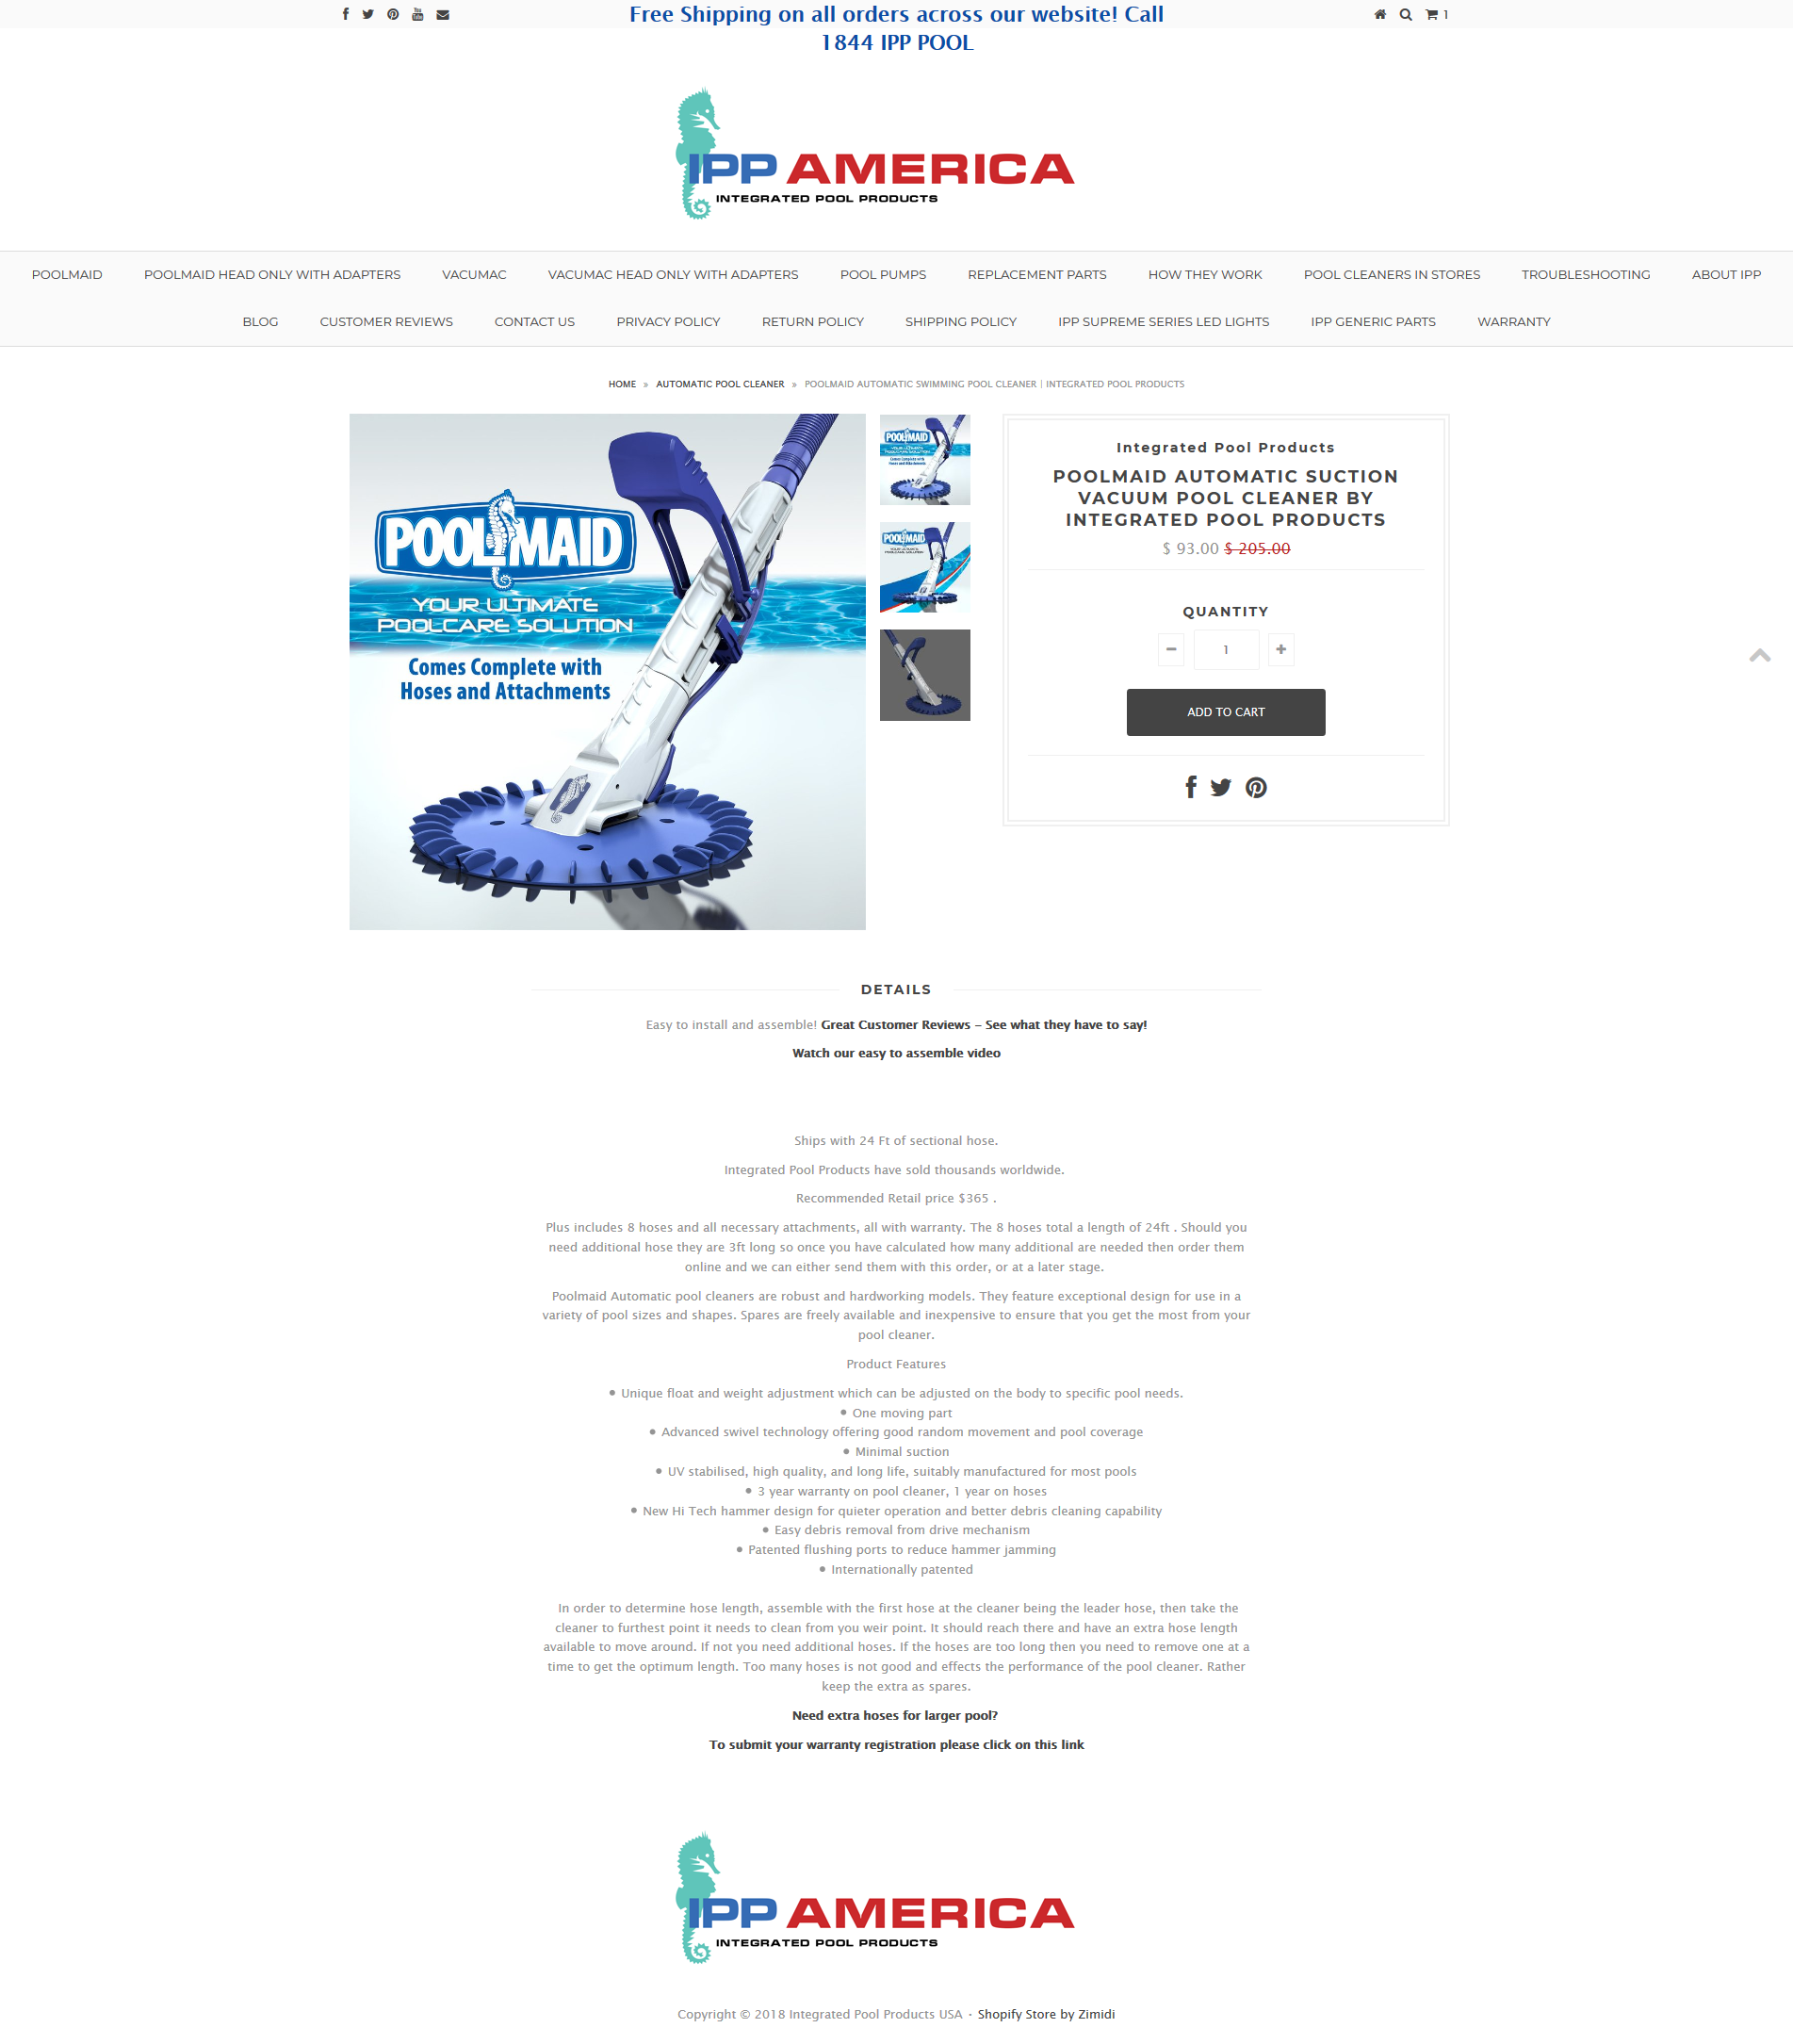 Free Shipping on all orders across our website! Call
1844 IPP POOL
1
IPP AMERICA
INTEGRATED POOL PRODUCTS
POOLMAID POOLMAID HEAD ONLY WITH ADAPTERS VACUMAC VACUMAC HEAD ONLY WITH ADAPTERS POOL PUMPS REPLACEMENT PARTS HOW THEY WORK POOL CLEANERS IN STORES TROUBLESHOOTING ABOUT IPP
BLOG CUSTOMER REVIEWS CONTACT US PRIVACY POLICY RETURN POLICY SHIPPING POLICY IPP SUPREME SERIES LED LIGHTS IPP GENERIC PARTS WARRANTY
HOME » AUTOMATIC POOL CLEANER » POOLMAID AUTOMATIC SWIMMING POOL CLEANER | INTEGRATED POOL PRODUCTS
POOLMAID
YOUR ULTIMATE
POOLCARE SOLUTION
Comes Complete with
Hoses and Attachments
POOLMAID
YOUR ULTIMATE
POOLCARE SOLUTION
Comes Complete with
Hoses and Attachments
POOLMAID
Integrated Pool Products
POOLMAID AUTOMATIC SUCTION
VACUUM POOL CLEANER BY
INTEGRATED POOL PRODUCTS
$ 93.00 $ 205.00
QUANTITY
1
ADD TO CART
DETAILS
Easy to install and assemble! Great Customer Reviews – See what they have to say!
Watch our easy to assemble video
Ships with 24 Ft of sectional hose.
Integrated Pool Products have sold thousands worldwide.
Recommended Retail price $365 .
Plus includes 8 hoses and all necessary attachments, all with warranty. The 8 hoses total a length of 24ft . Should you
need additional hose they are 3ft long so once you have calculated how many additional are needed then order them
online and we can either send them with this order, or at a later stage.
Poolmaid Automatic pool cleaners are robust and hardworking models. They feature exceptional design for use in a
variety of pool sizes and shapes. Spares are freely available and inexpensive to ensure that you get the most from your
pool cleaner.
Product Features
• Unique float and weight adjustment which can be adjusted on the body to specific pool needs.
• One moving part
• Advanced swivel technology offering good random movement and pool coverage
• Minimal suction
• UV stabilised, high quality, and long life, suitably manufactured for most pools
• 3 year warranty on pool cleaner, 1 year on hoses
• New Hi Tech hammer design for quieter operation and better debris cleaning capability
• Easy debris removal from drive mechanism
• Patented flushing ports to reduce hammer jamming
• Internationally patented
In order to determine hose length, assemble with the first hose at the cleaner being the leader hose, then take the
cleaner to furthest point it needs to clean from you weir point. It should reach there and have an extra hose length
available to move around. If not you need additional hoses. If the hoses are too long then you need to remove one at a
time to get the optimum length. Too many hoses is not good and effects the performance of the pool cleaner. Rather
keep the extra as spares.
Need extra hoses for larger pool?
To submit your warranty registration please click on this link
IPP AMERICA
INTEGRATED POOL PRODUCTS
Copyright © 2018 Integrated Pool Products USA • Shopify Store by Zimidi